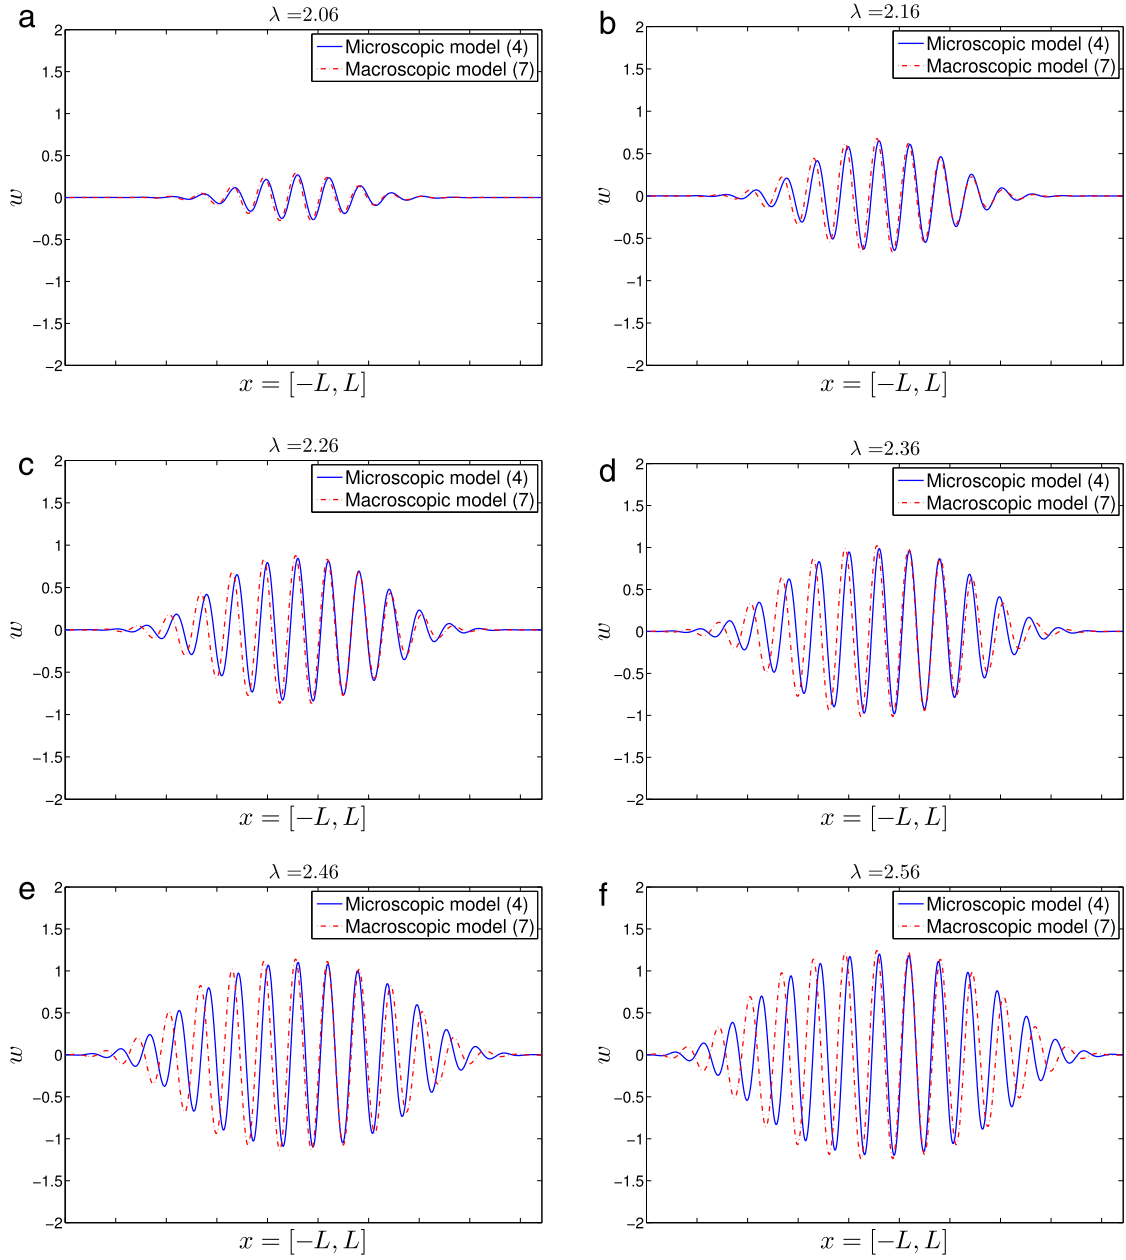 a
λ =2.06
Microscopic model (4)
Macroscopic model (7)
2
1.5
1
0.5
0
−0.5
−1
−1.5
−2
w
x = [−L, L]
b
λ =2.16
Microscopic model (4)
Macroscopic model (7)
2
1.5
1
0.5
0
−0.5
−1
−1.5
−2
w
x = [−L, L]
c
λ =2.26
Microscopic model (4)
Macroscopic model (7)
2
1.5
1
0.5
0
−0.5
−1
−1.5
−2
w
x = [−L, L]
d
λ =2.36
Microscopic model (4)
Macroscopic model (7)
2
1.5
1
0.5
0
−0.5
−1
−1.5
−2
w
x = [−L, L]
e
λ =2.46
Microscopic model (4)
Macroscopic model (7)
2
1.5
1
0.5
0
−0.5
−1
−1.5
−2
w
x = [−L, L]
f
λ =2.56
Microscopic model (4)
Macroscopic model (7)
2
1.5
1
0.5
0
−0.5
−1
−1.5
−2
w
x = [−L, L]